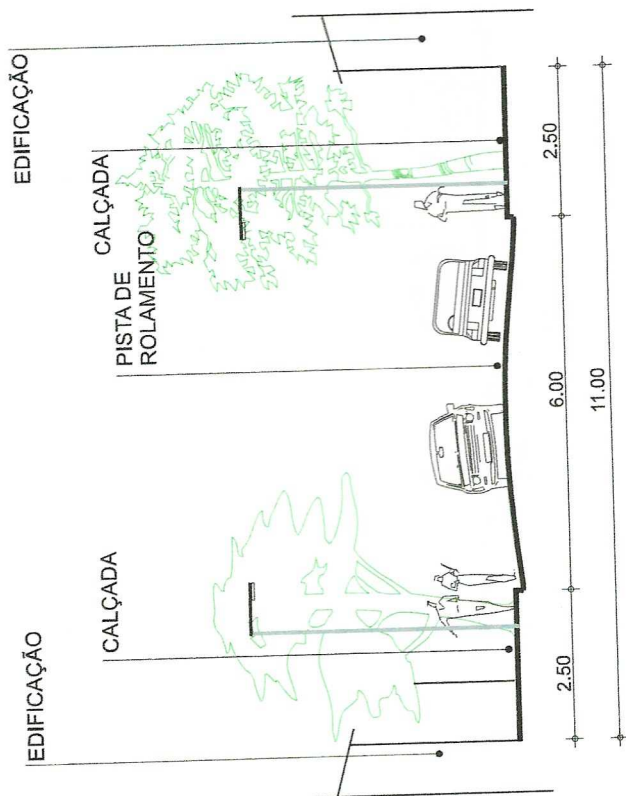 EDIFICAÇÃO
CALÇADA
PISTA DE
ROLAMENTO
CALÇADA
EDIFICAÇÃO
2.50
6.00
2.50
11.00